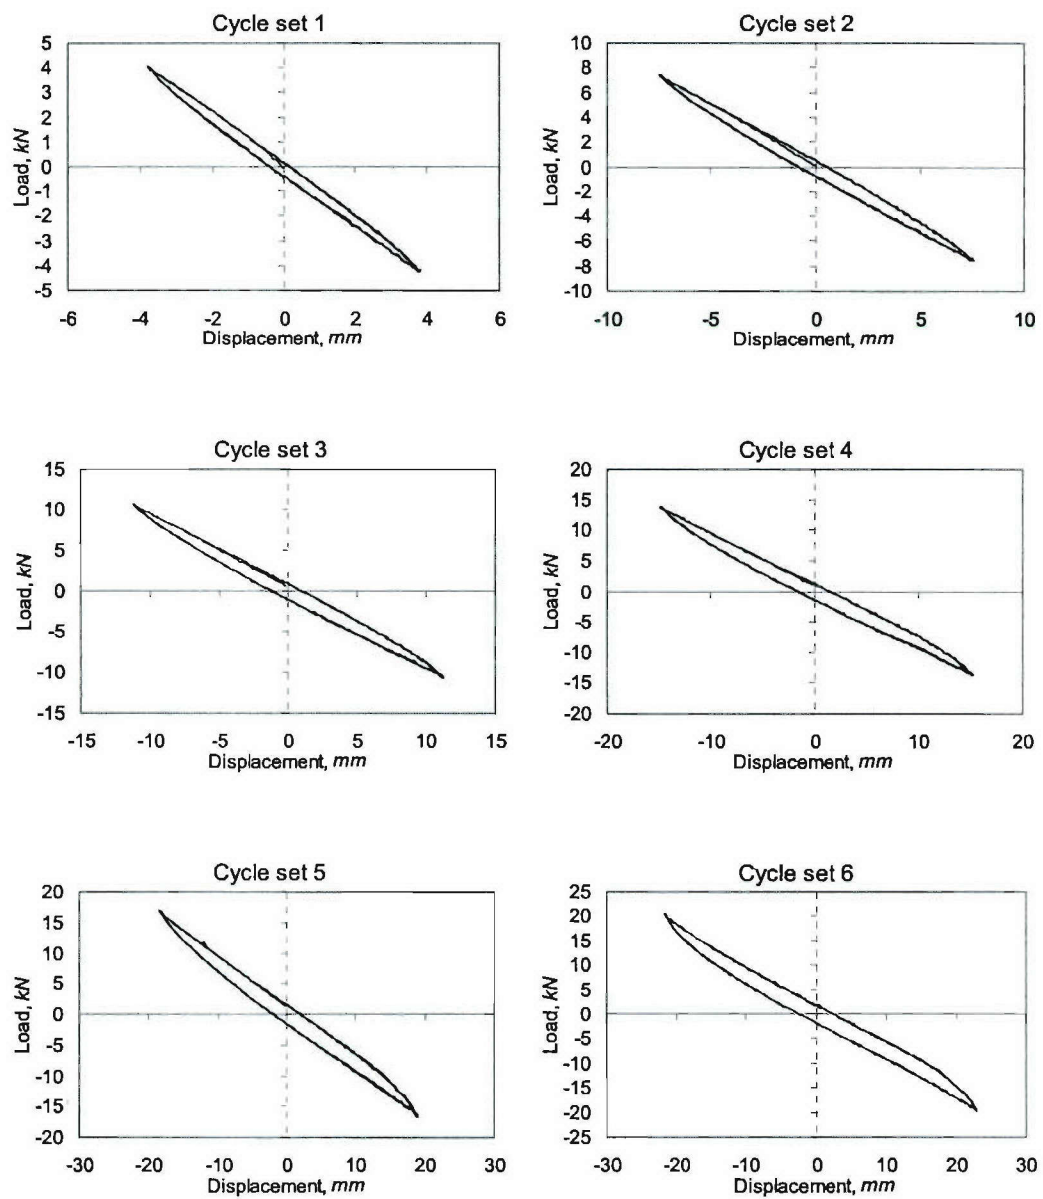 Cycle set 1
5
4
3
2
1
0
-1
-2
-3
-4
-5
Load, kN
-6 -4 -2 0 2 4 6
Displacement, mm
Cycle set 2
10
8
6
4
2
0
-2
-4
-6
-8
-10
Load, kN
-10 -5 0 5 10
Displacement, mm
Cycle set 3
15
10
5
0
-5
-10
-15
Load, kN
-15 -10 -5 0 5 10 15
Displacement, mm
Cycle set 4
20
15
10
5
0
-5
-10
-15
-20
Load, kN
-20 -10 0 10 20
Displacement, mm
Cycle set 5
20
15
10
5
0
-5
-10
-15
-20
Load, kN
-30 -20 -10 0 10 20 30
Displacement, mm
Cycle set 6
25
20
15
10
5
0
-5
-10
-15
-20
-25
Load, kN
-30 -20 -10 0 10 20 30
Displacement, mm